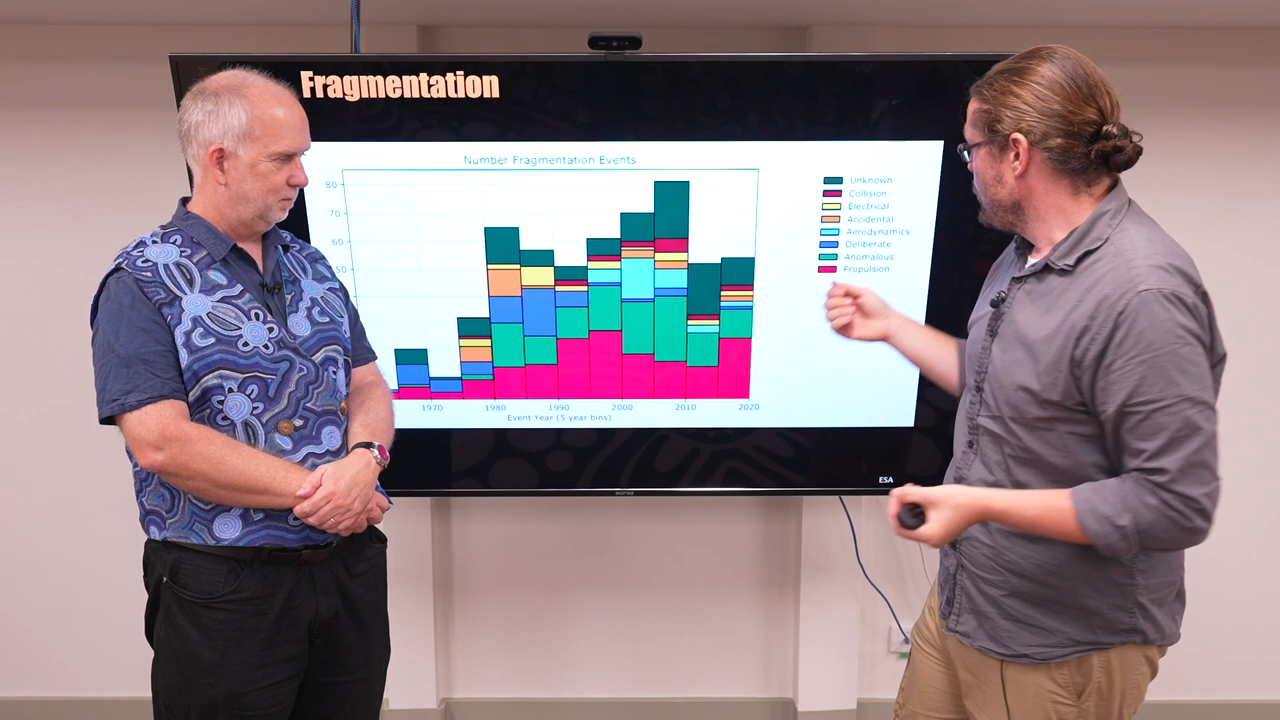 Fragmentation
Number Fragmentation Events
80
70
60
50
1970
1980
1990
2000
2010
2020
Event Year (5 year bins)
Unknown
Collision
Electrical
Accidental
Aerodynamics
Deliberate
Anomalous
Propulsion
ESA
SONIQ